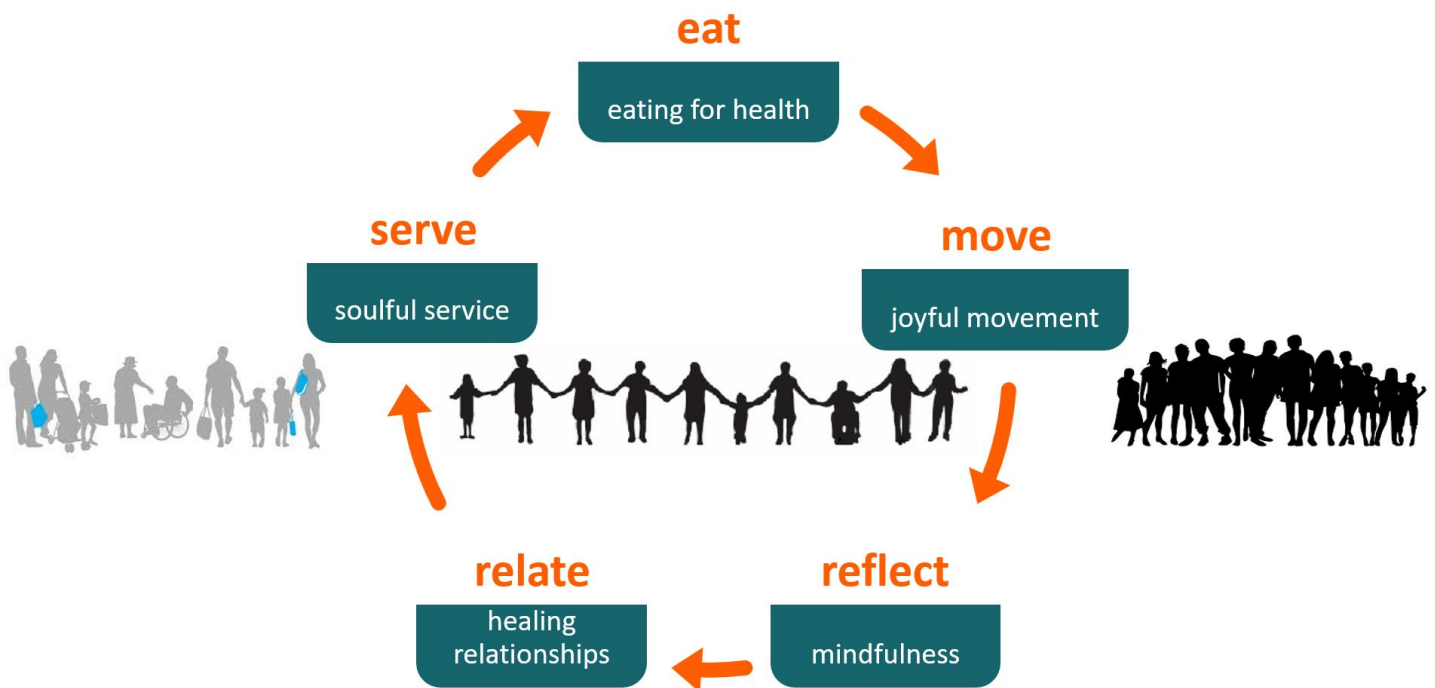 eat
eating for health
serve
soulful service
move
joyful movement
relate
healing
relationships
reflect
mindfulness